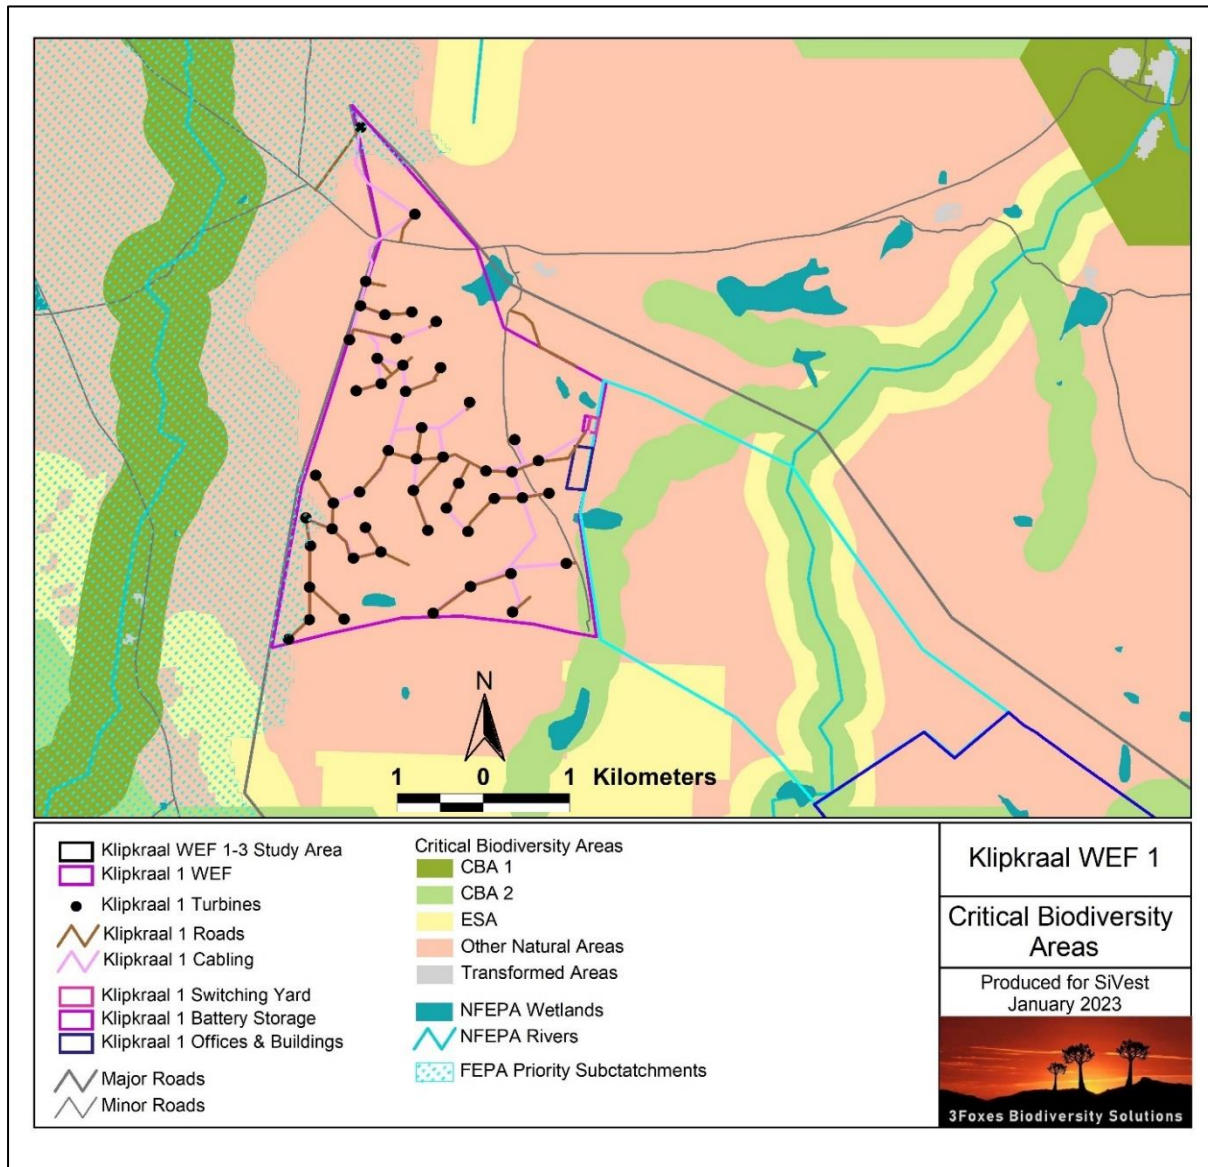 N
1 0 1 Kilometers
Klipkraal WEF 1-3 Study Area
Klipkraal 1 WEF
Klipkraal 1 Turbines
Klipkraal 1 Roads
Klipkraal 1 Cabling
Klipkraal 1 Switching Yard
Klipkraal 1 Battery Storage
Klipkraal 1 Offices & Buildings
Major Roads
Minor Roads
Critical Biodiversity Areas
CBA 1
CBA 2
ESA
Other Natural Areas
Transformed Areas
NFEPA Wetlands
NFEPA Rivers
FEPA Priority Subctatchments
Klipkraal WEF 1
Critical Biodiversity
Areas
Produced for SiVest
January 2023
3Foxes Biodiversity Solutions